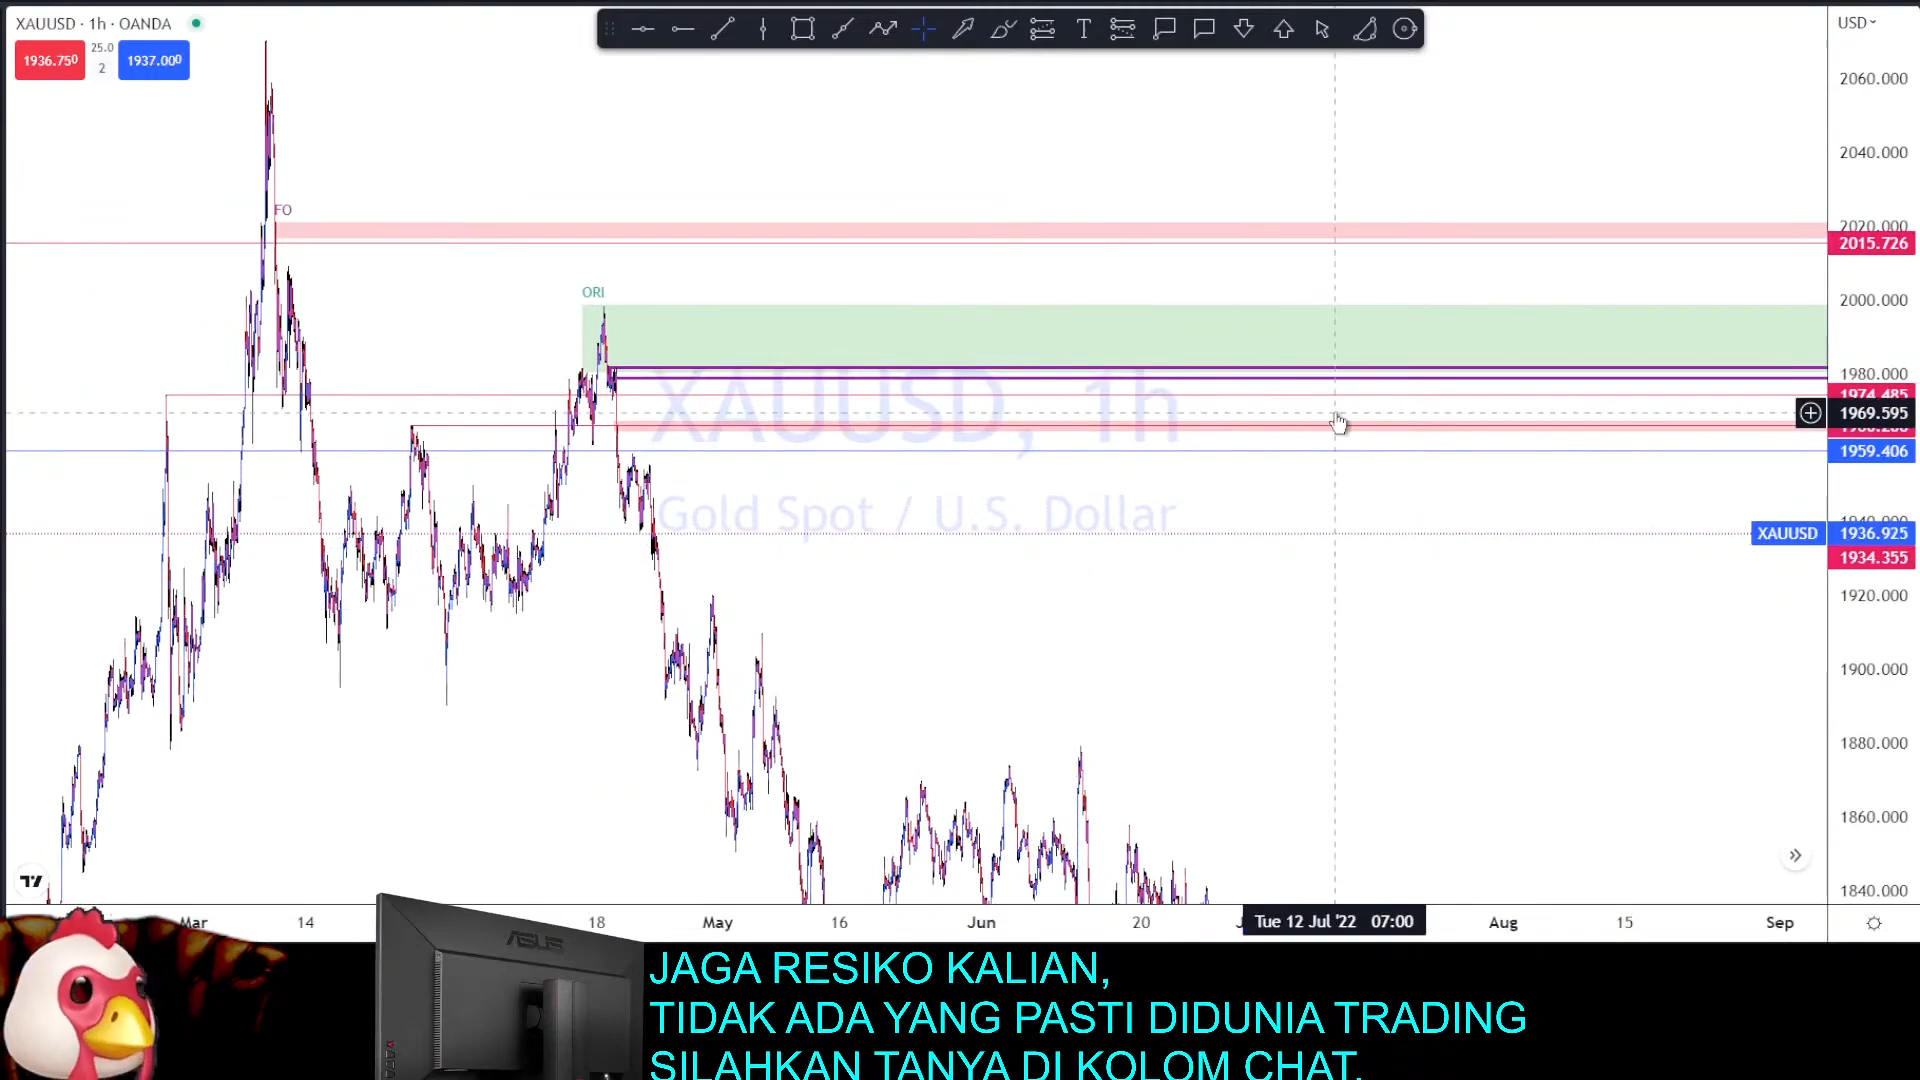 XAUUSD · 1h · OANDA
USD
1936.750
25.0
2
1937.000
2060.000
2040.000
FO
2020.000
2015.726
ORI
2000.000
1980.000
1974.485
XAUUSD, 1h
1969.595
1959.406
Gold Spot / U.S. Dollar
XAUUSD 1936.925
1934.355
1920.000
1900.000
1880.000
1860.000
1840.000
Mar 14 18 May 16 Jun 20 Tue 12 Jul '22 07:00 Aug 15 Sep
ASUS
JAGA RESIKO KALIAN,
TIDAK ADA YANG PASTI DIDUNIA TRADING
SILAHKAN TANYA DI KOLOM CHAT.